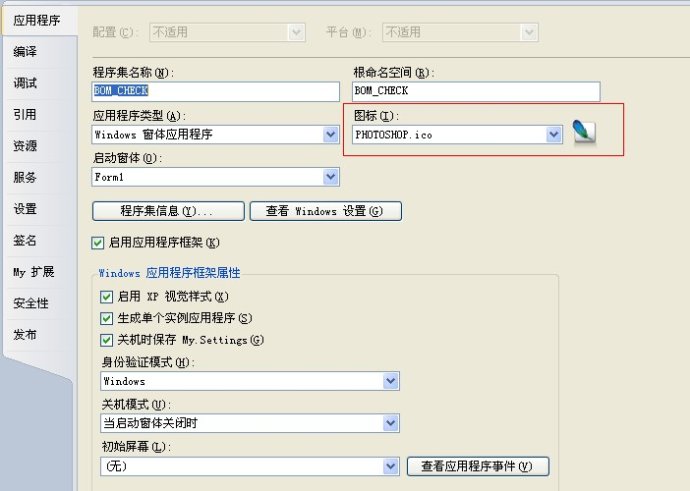 应用程序
编译
调试
引用
资源
服务
设置
签名
My 扩展
安全性
发布
配置(C): 不适用 平台(M): 不适用
程序集名称(N): 根命名空间(R):
BOM_CHECK BOM_CHECK
应用程序类型(A): 图标(I):
Windows 窗体应用程序 PHOTOSHOP.ico
启动窗体(O):
Form1
程序集信息(Y)... 查看 Windows 设置(G)
启用应用程序框架(K)
Windows 应用程序框架属性
启用 XP 视觉样式(X)
生成单个实例应用程序(S)
关机时保存 My.Settings(G)
身份验证模式(H):
Windows
关机模式(U):
当启动窗体关闭时
初始屏幕(L):
(无) 查看应用程序事件(V)